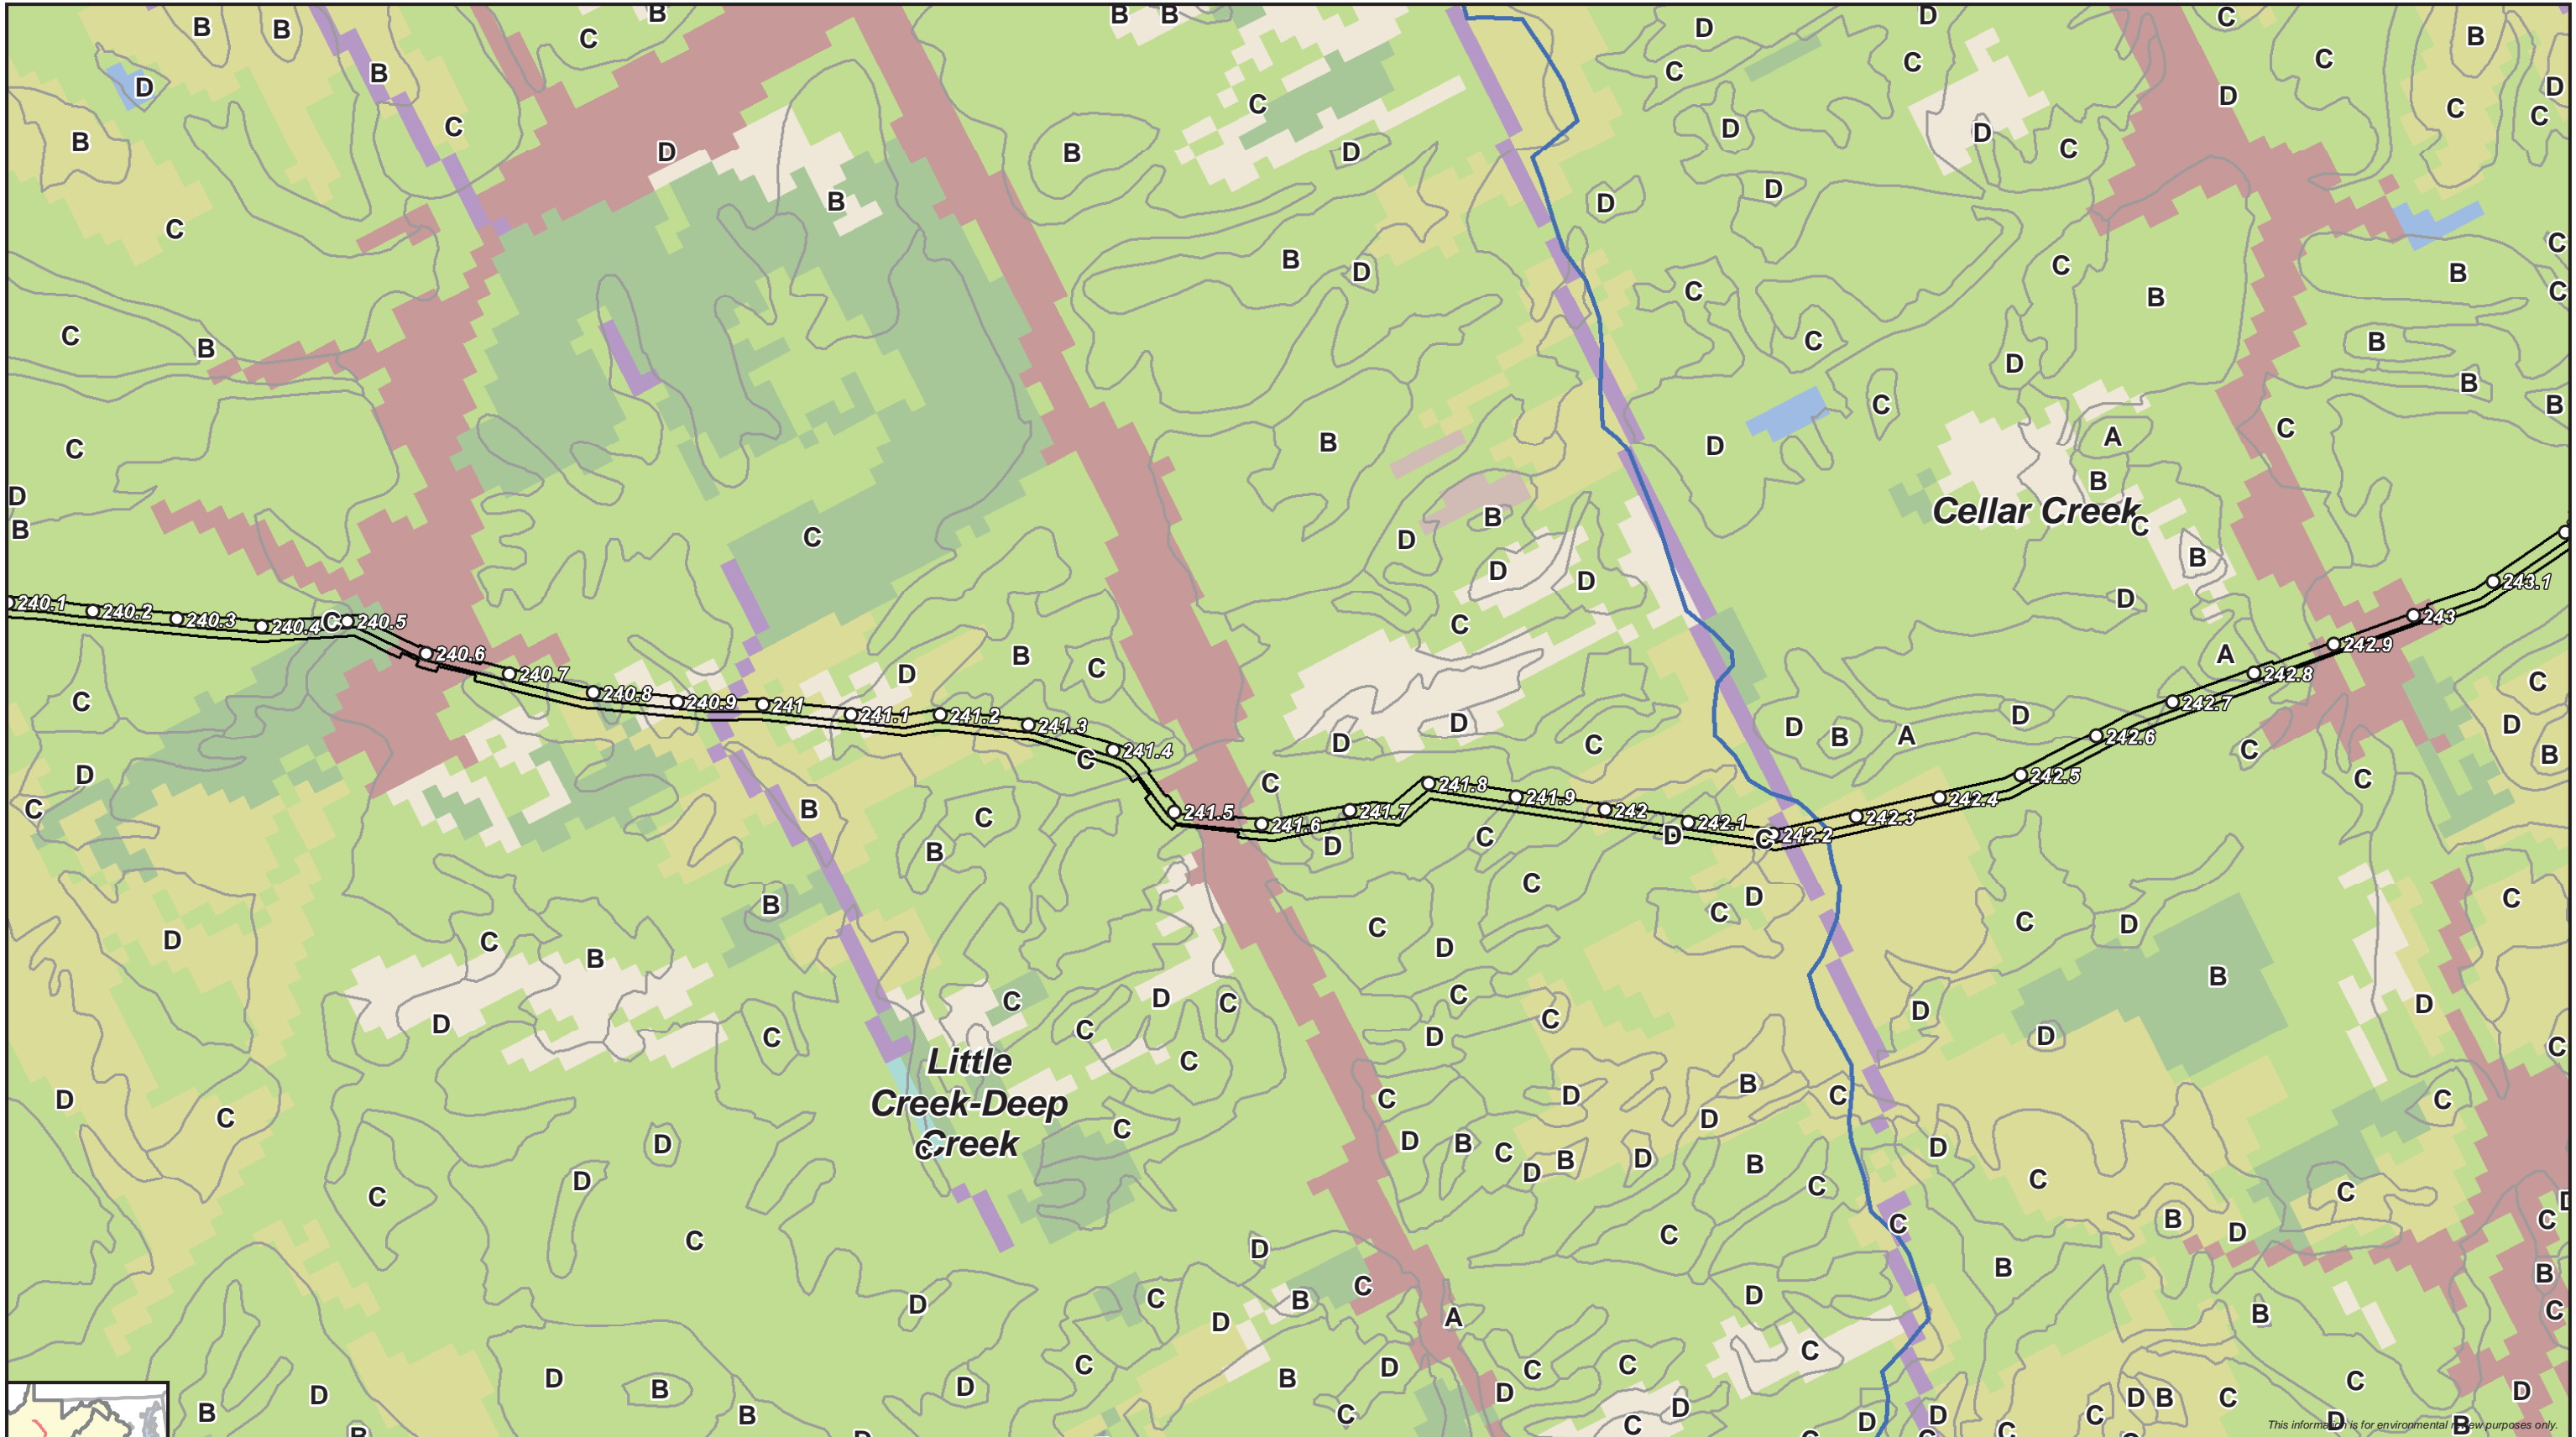 B
B
B
B
B
C
D
D
C
C
B
B
C
D
C
D
B
C
C
D
B
D
D
C
D
D
C
B
C
D
C
B
D
C
B
D
C
B
C
C
C
B
C
B
D
C
B
B
C
B
D
A
C
B
Cellar Creek
C
D
B
C
D
B
D
D
B
D
C
240.1
240.2
240.3
240.4
C
240.5
240.6
240.7
240.8
240.9
241
241.1
241.2
241.3
241.4
241.5
241.6
241.7
241.8
241.9
242
242.1
242.2
242.3
242.4
242.5
242.6
242.7
242.8
242.9
243
243.1
B
C
D
C
A
C
D
D
C
D
B
A
D
C
D
B
C
D
C
B
C
B
C
D
C
D
C
B
C
D
C
D
C
D
B
C
D
C
B
D
C
D
C
B
D
C
D
C
C
C
D
C
D
D
C
Little
Creek-Deep
Creek
C
D
C
C
D
B
D
C
D
B
C
D
B
D
B
C
D
C
C
D
C
C
B
D
C
C
D
C
D
B
C
B
C
D
A
D
B
B
C
D
B
D
B
D
C
B
D
C
D
C
C
D
C
D
C
D
B
C
C
D
This information is for environmental review purposes only.